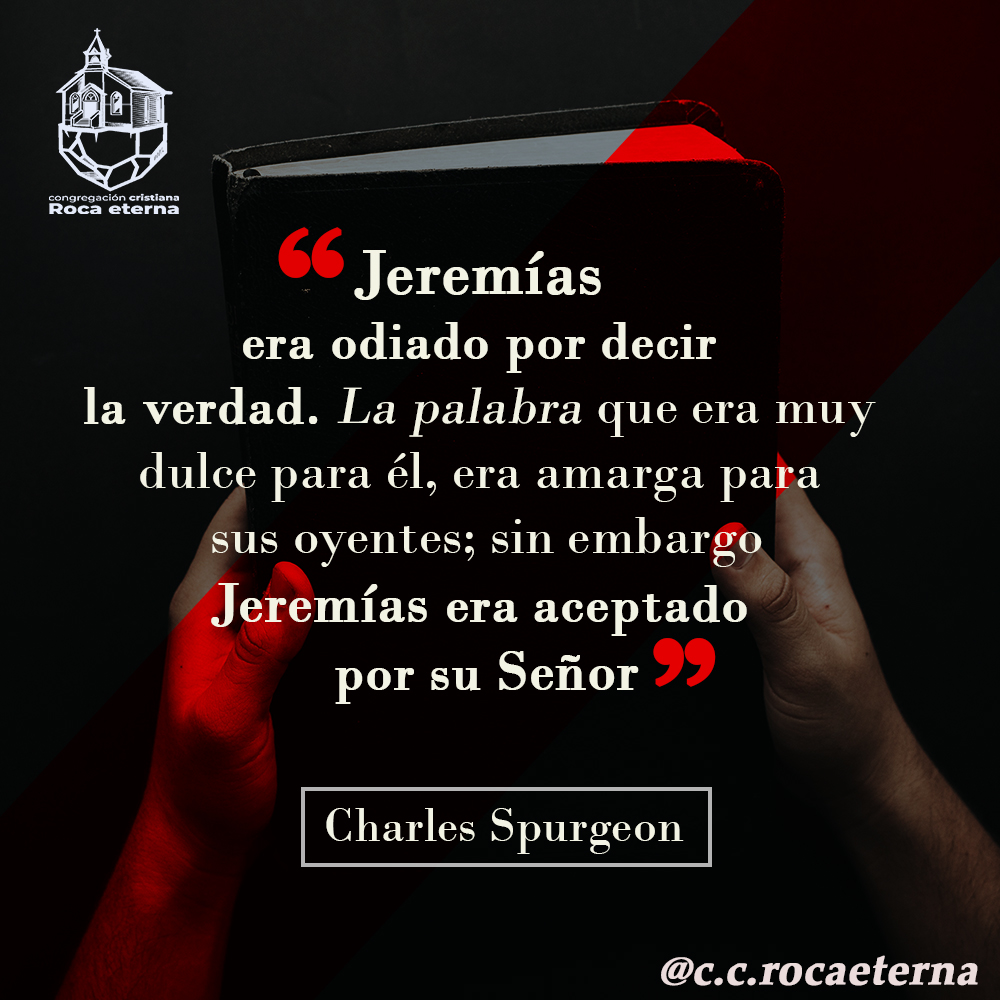 congregación cristiana
Roca eterna
“ Jeremías
era odiado por decir
la verdad. La palabra que era muy
dulce para él, era amarga para
sus oyentes; sin embargo
Jeremías era aceptado
por su Señor ”
Charles Spurgeon
@c.c.rocaeterna